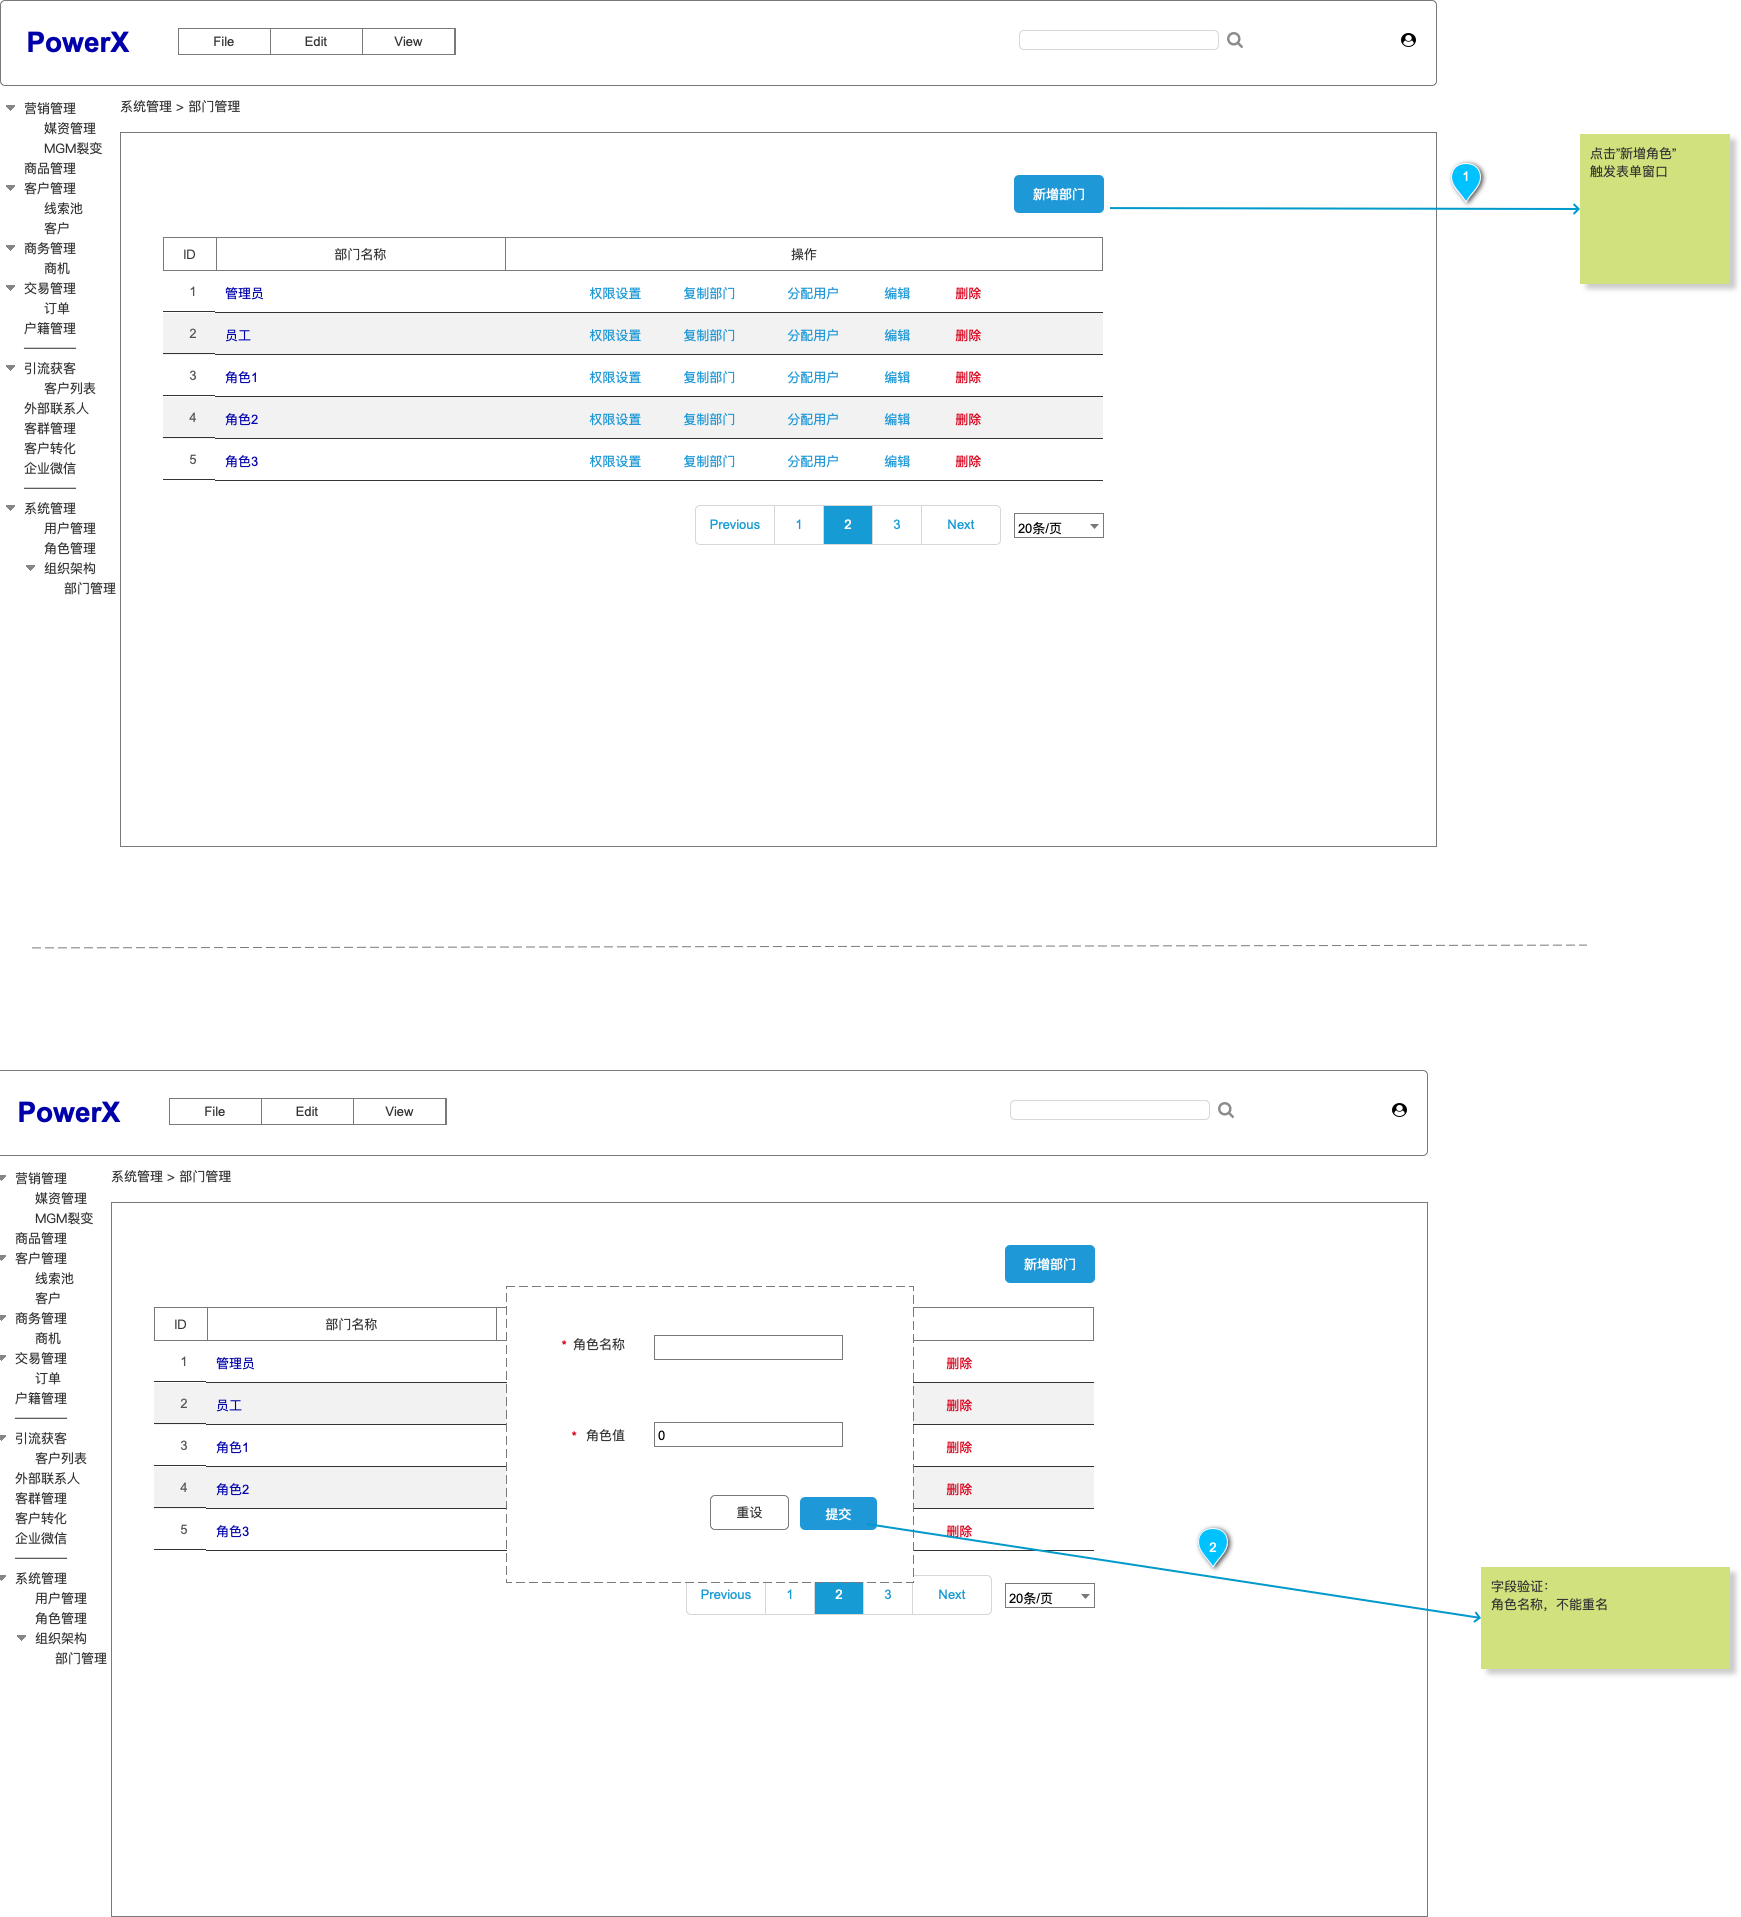 PowerX
File Edit View
营销管理
媒资管理
MGM裂变
商品管理
客户管理
线索池
客户
商务管理
商机
交易管理
订单
户籍管理
引流获客
客户列表
外部联系人
客群管理
客户转化
企业微信
系统管理
用户管理
角色管理
组织架构
部门管理
系统管理 > 部门管理
新增部门
ID 部门名称 操作
1 管理员 权限设置 复制部门 分配用户 编辑 删除
2 员工 权限设置 复制部门 分配用户 编辑 删除
3 角色1 权限设置 复制部门 分配用户 编辑 删除
4 角色2 权限设置 复制部门 分配用户 编辑 删除
5 角色3 权限设置 复制部门 分配用户 编辑 删除
Previous 1 2 3 Next 20条/页
1
点击”新增角色”
触发表单窗口
PowerX
File Edit View
营销管理
媒资管理
MGM裂变
商品管理
客户管理
线索池
客户
商务管理
商机
交易管理
订单
户籍管理
引流获客
客户列表
外部联系人
客群管理
客户转化
企业微信
系统管理
用户管理
角色管理
组织架构
部门管理
系统管理 > 部门管理
新增部门
ID 部门名称
1 管理员 删除
2 员工 删除
3 角色1 删除
4 角色2 删除
5 角色3 删除
* 角色名称
* 角色值 0
重设 提交
Previous 1 2 3 Next 20条/页
2
字段验证：
角色名称，不能重名